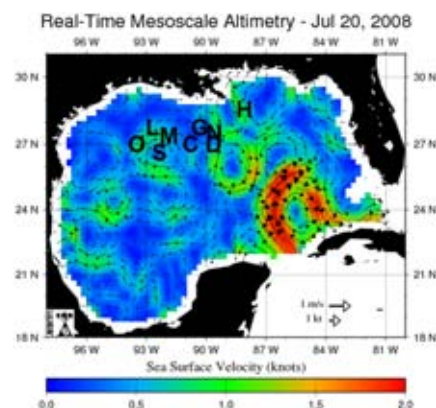 Real-Time Mesoscale Altimetry - Jul 20, 2008
96 W 93 W 90 W 87 W 84 W 81 W
30 N 30 N
H
L G N
M
27 N O C D 27 N
S
24 N 24 N
21 N 21 N
1 m/s
1 kt
18 N 18 N
96 W 93 W 90 W 87 W 84 W 81 W
Sea Surface Velocity (knots)
0.0 0.5 1.0 1.5 2.0